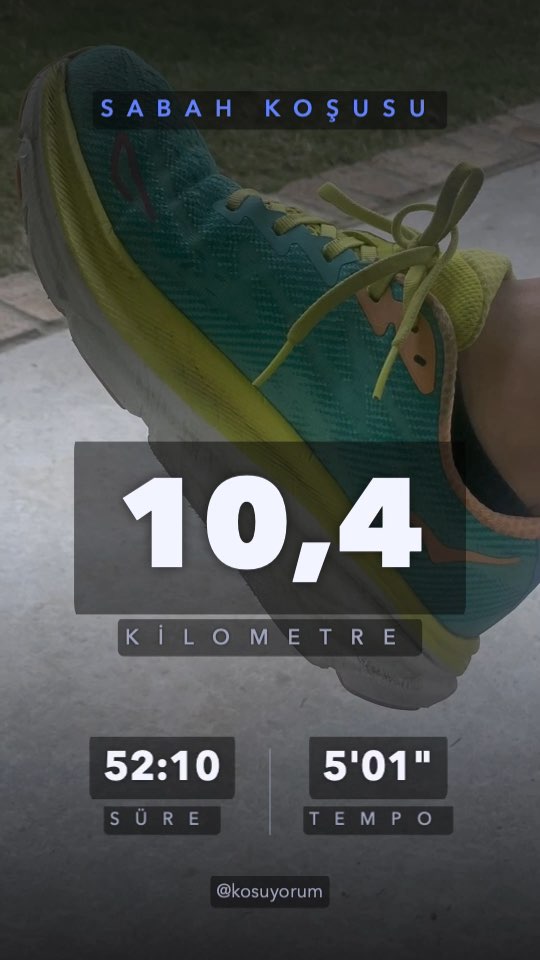 SABAH KOŞUSU
10,4
KİLOMETRE
52:10 5'01"
SÜRE TEMPO
@kosuyorum